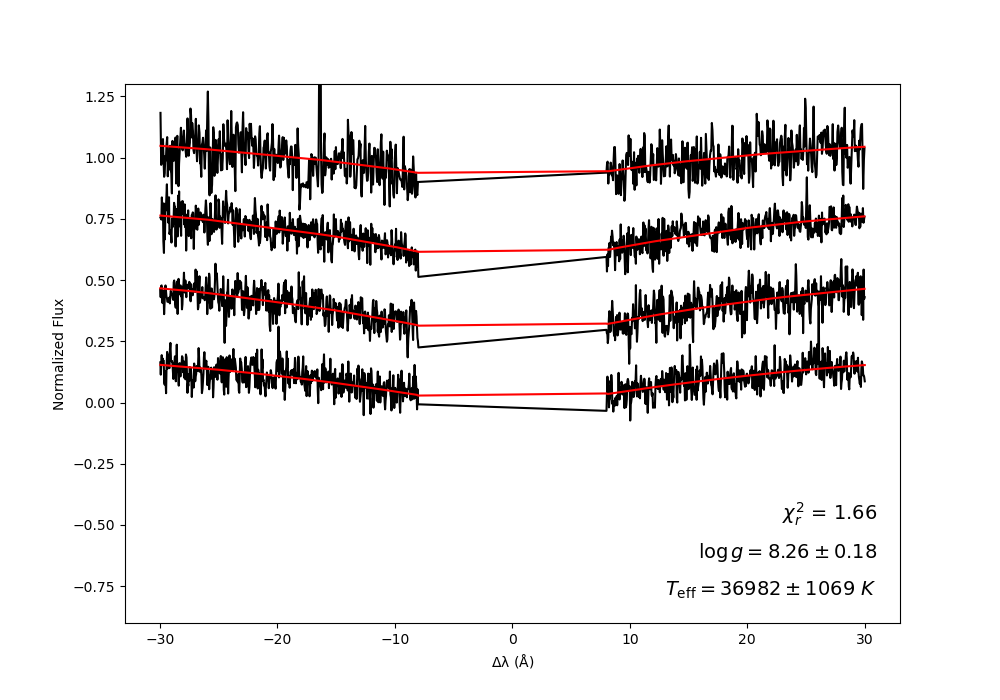 1.25
1.00
0.75
0.50
0.25
0.00
−0.25
−0.50
−0.75
Normalized Flux
χ²ᵣ = 1.66
log g = 8.26 ± 0.18
T_eff = 36982 ± 1069 K
−30 −20 −10 0 10 20 30
Δλ (Å)